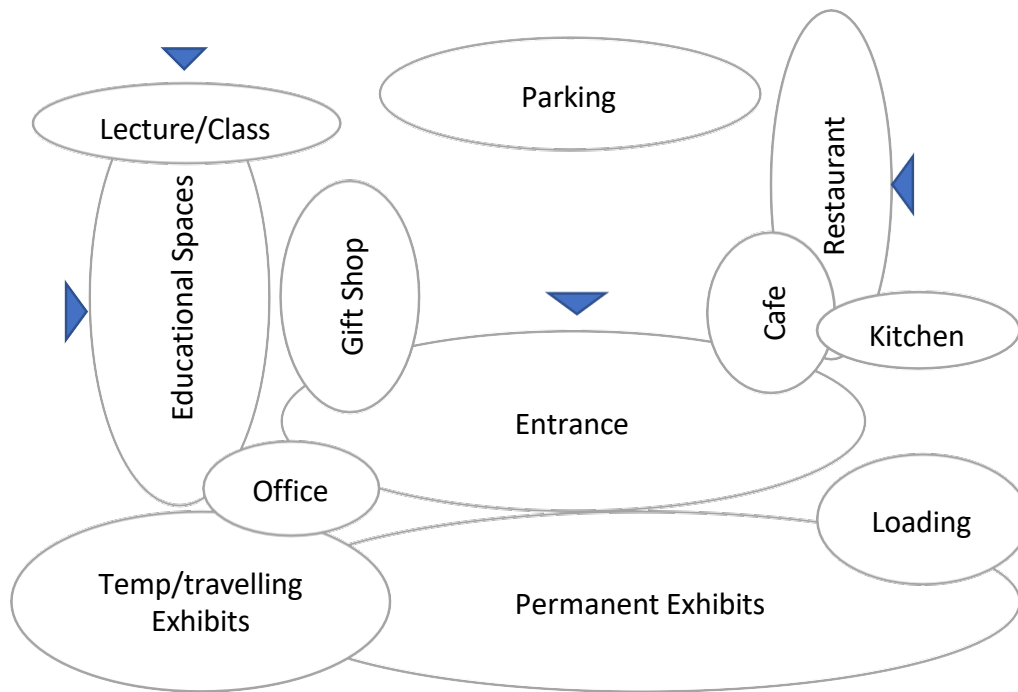 Parking
Lecture/Class
Restaurant
Educational Spaces
Gift Shop
Cafe
Kitchen
Entrance
Office
Loading
Temp/travelling
Exhibits
Permanent Exhibits